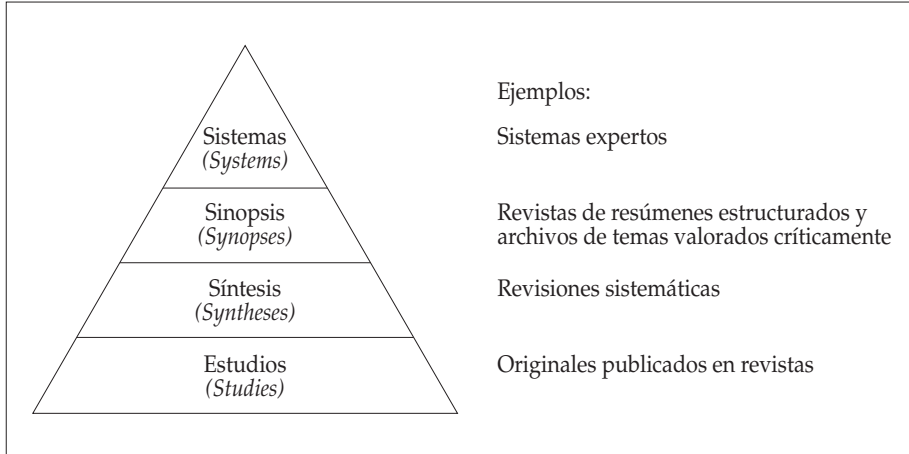 Ejemplos:
Sistemas
(Systems)
Sistemas expertos
Sinopsis
(Synopses)
Revistas de resúmenes estructurados y
archivos de temas valorados críticamente
Síntesis
(Syntheses)
Revisiones sistemáticas
Estudios
(Studies)
Originales publicados en revistas